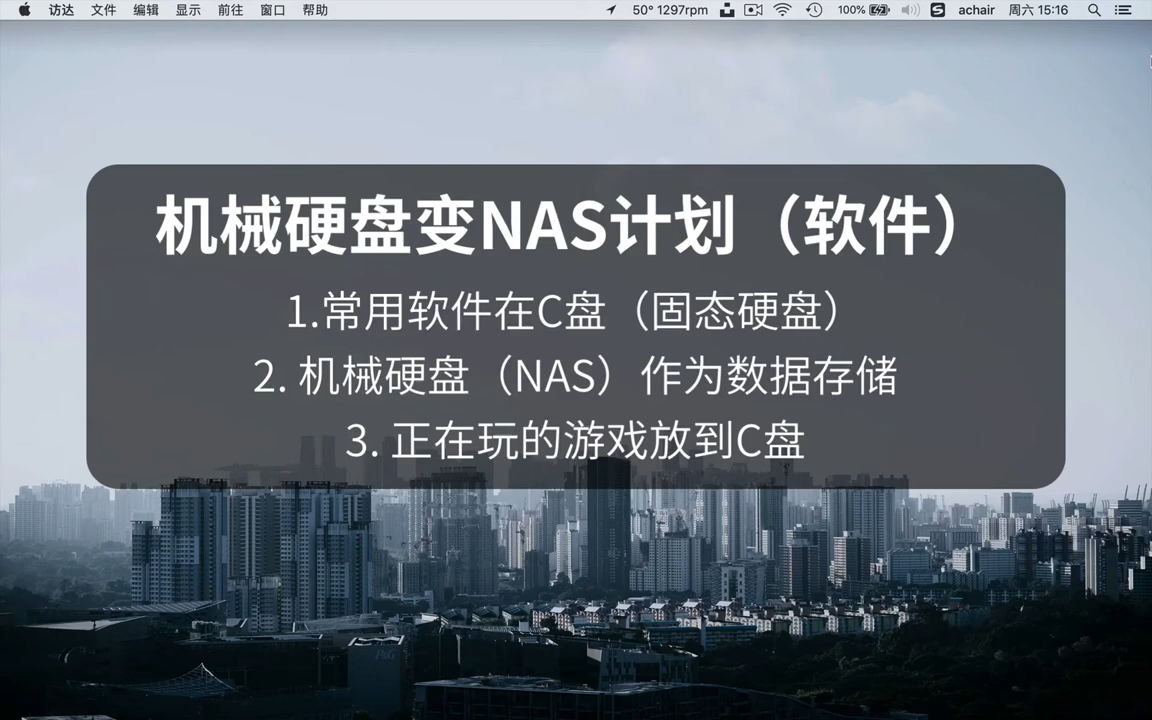 访达 文件 编辑 显示 前往 窗口 帮助 50° 1297rpm 100% S achair 周六 15:16
机械硬盘变NAS计划（软件）
1.常用软件在C盘（固态硬盘）
2. 机械硬盘（NAS）作为数据存储
3. 正在玩的游戏放到C盘